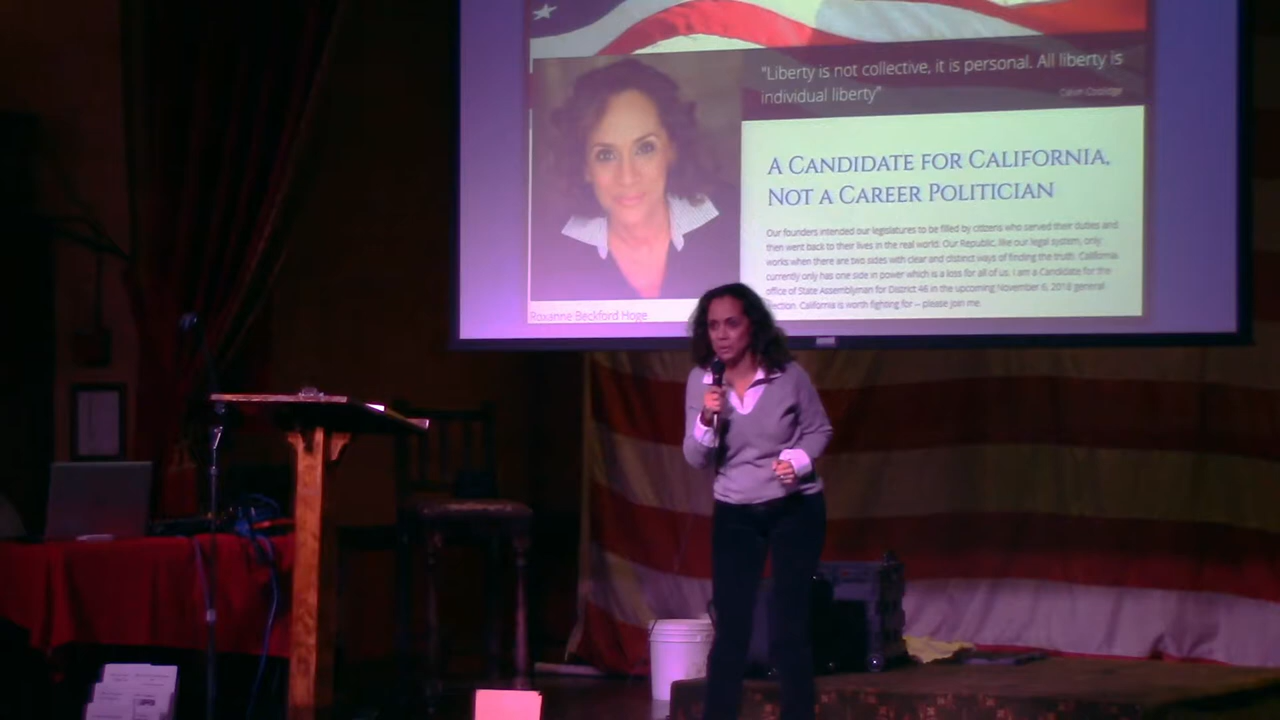 "Liberty is not collective, it is personal. All liberty is
individual liberty"
Calvin Coolidge
A CANDIDATE FOR CALIFORNIA,
NOT A CAREER POLITICIAN
Our founders intended our legislatures to be filled by citizens who served their duties and
then went back to their lives in the real world. Our Republic, like our legal system, only
works when there are two sides with clear and distinct ways of finding the truth. California
currently only has one side in power which is a loss for all of us. I am a Candidate for the
office of State Assemblyman for District 46 in the upcoming November 6, 2018 general
election. California is worth fighting for – please join me.
Roxanne Beckford Hoge